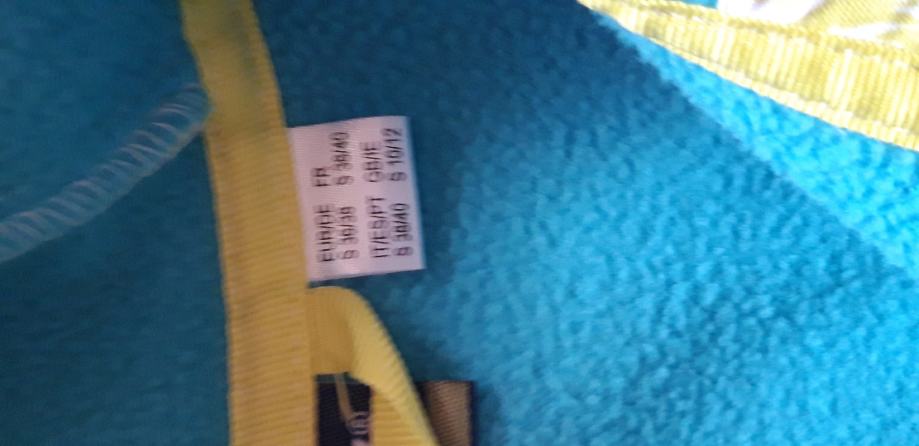 EUR/DE FR
S 36/38 S 38/40
IT/ES/PT GB/IE
S 38/40 S 10/12